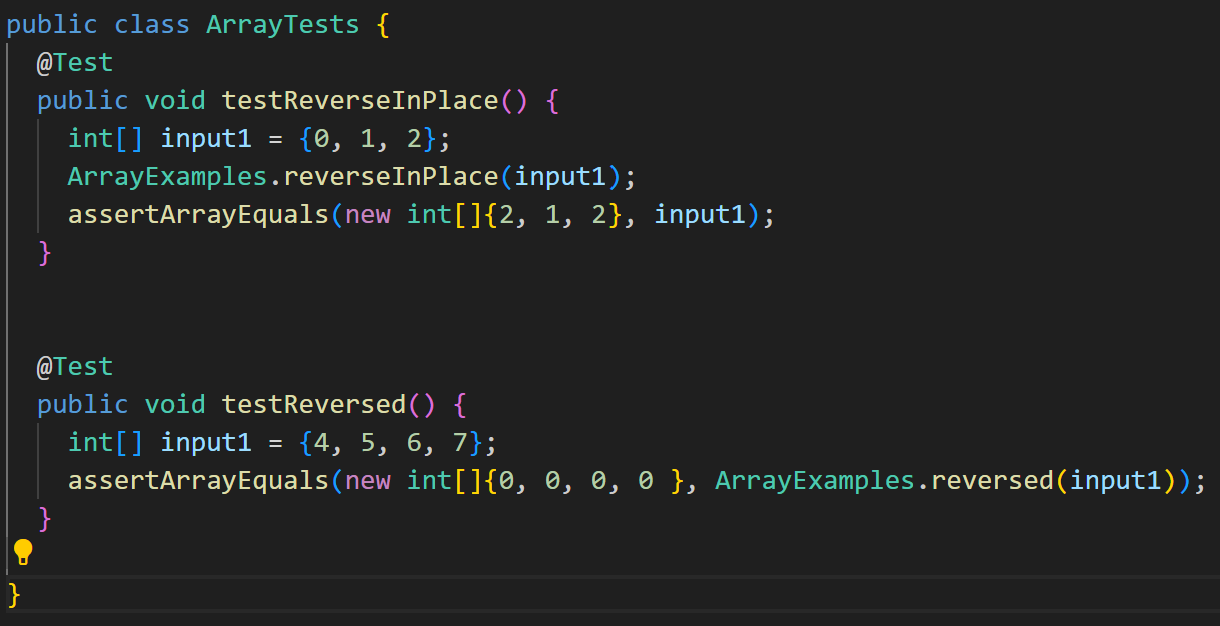 public class ArrayTests {
@Test
public void testReverseInPlace() {
int[] input1 = {0, 1, 2};
ArrayExamples.reverseInPlace(input1);
assertArrayEquals(new int[]{2, 1, 2}, input1);
}
@Test
public void testReversed() {
int[] input1 = {4, 5, 6, 7};
assertArrayEquals(new int[]{0, 0, 0, 0 }, ArrayExamples.reversed(input1));
}
}